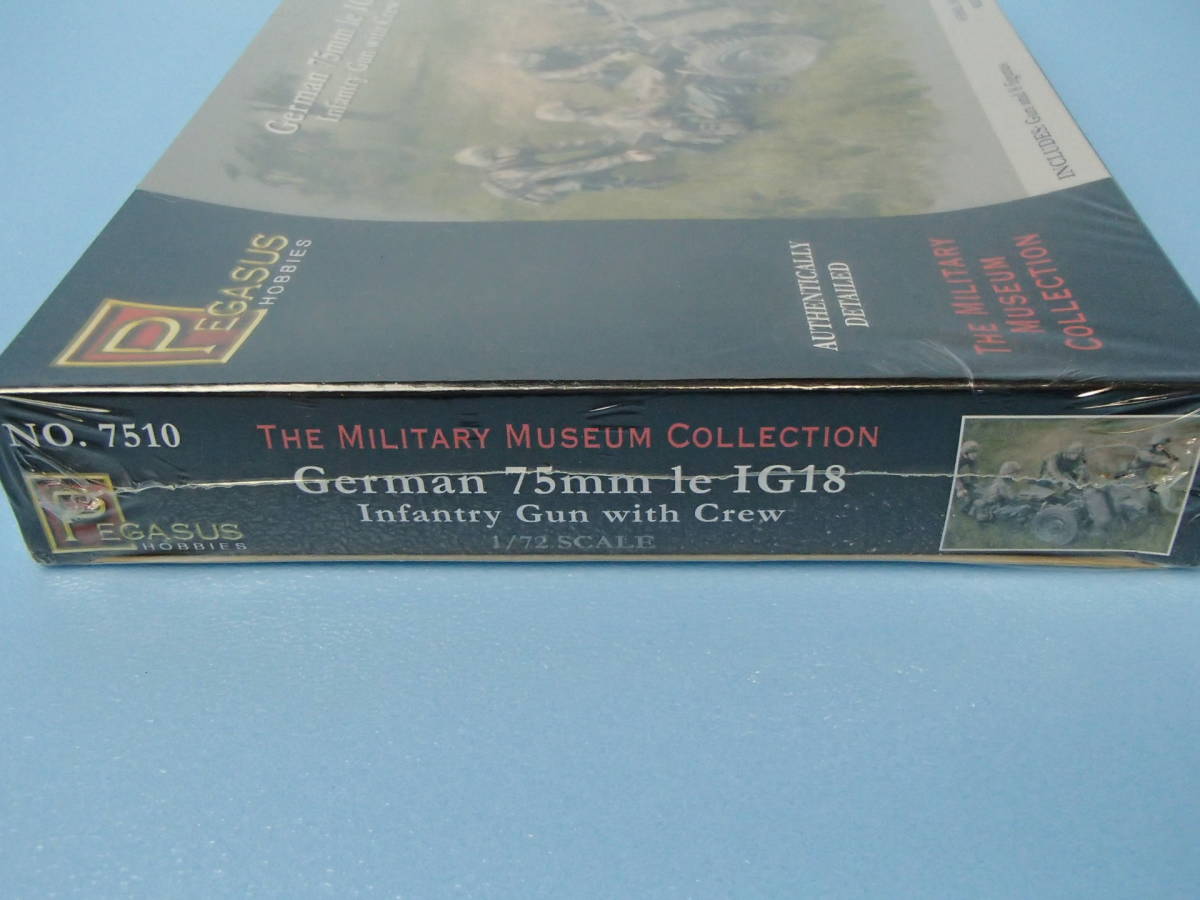 German 75mm le IG
Infantry Gun with Crew
INCLUDES: Gun and 4 figures
PEGASUS
HOBBIES
AUTHENTICALLY
DETAILED
THE MILITARY
MUSEUM
COLLECTION
NO. 7510
THE MILITARY MUSEUM COLLECTION
German 75mm le IG18
Infantry Gun with Crew
1/72 SCALE
PEGASUS
HOBBIES